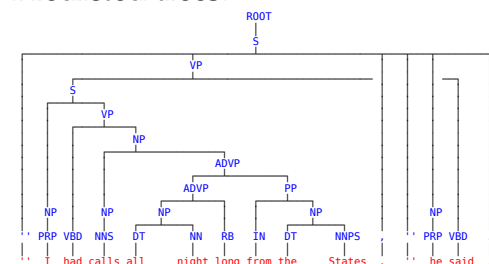 ROOT
S
VP
S
VP
NP
ADVP
ADVP PP
NP NP NP NP NP
'' PRP VBD NNS DT NN RB IN DT NNPS , '' PRP VBD
'' I had calls all night long from the States , '' he said